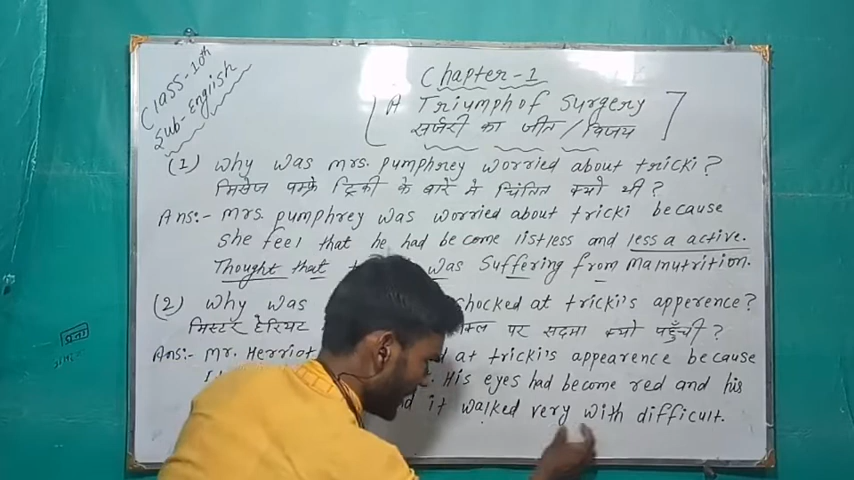 Class-10th
Sub-English
Chapter-1
A Triumph of Surgery
सर्जरी का जीत / विजय
(1) Why was mrs. pumphrey worried about tricki?
मिसेज पम्फ्रे ट्रिकी के बारे मे चिंतित क्यो थी?
Ans:- mrs. pumphrey was worried about tricki because
she feel that he had be come listless and less a active.
Thought that was suffering from malnutrition.
(2) why was shocked at tricki's apperence?
मिस्टर हेरियट पर सदमा क्यो पहुँची?
Ans:- mr. Herriot at tricki's appearence because
His eyes had become red and his
it walked very with difficult.